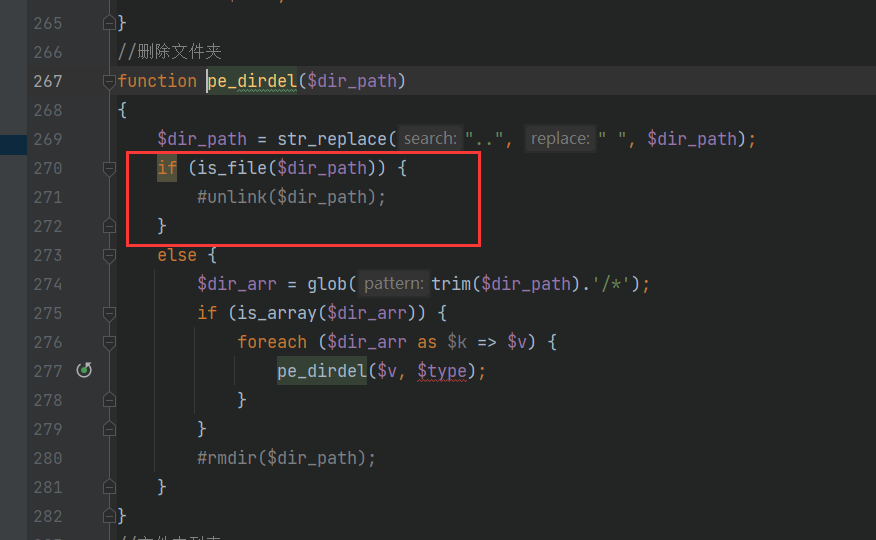 265 }
266 //删除文件夹
267 function pe_dirdel($dir_path)
268 {
269 $dir_path = str_replace( search: "..", replace: " ", $dir_path);
270 if (is_file($dir_path)) {
271 #unlink($dir_path);
272 }
273 else {
274 $dir_arr = glob( pattern: trim($dir_path).'/*');
275 if (is_array($dir_arr)) {
276 foreach ($dir_arr as $k => $v) {
277 pe_dirdel($v, $type);
278 }
279 }
280 #rmdir($dir_path);
281 }
282 }